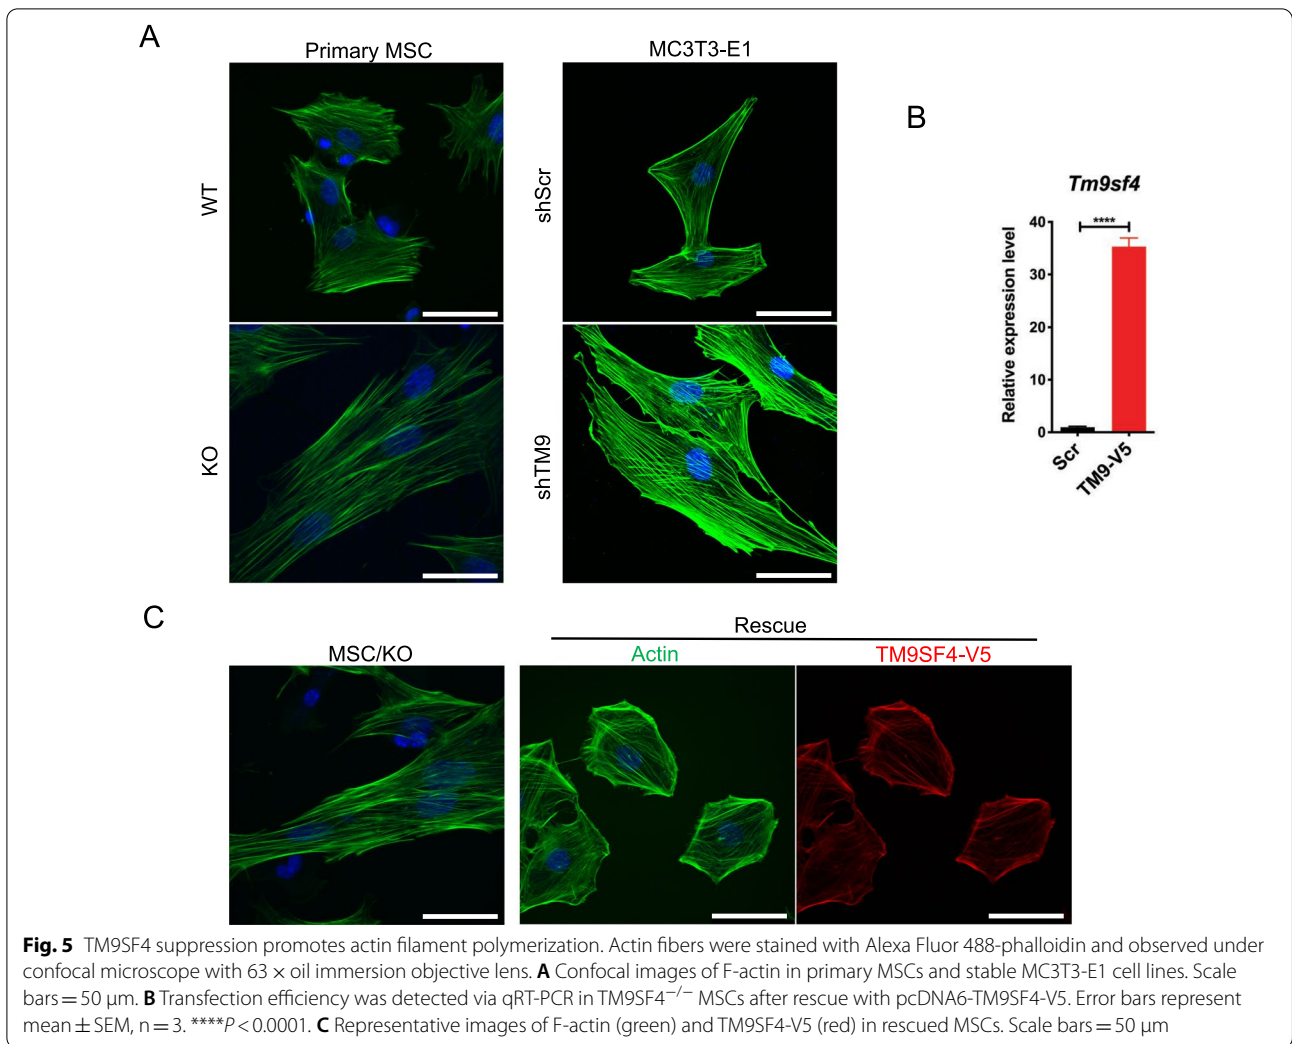 A
Primary MSC
MC3T3-E1
WT
shScr
KO
shTM9
B
Tm9sf4
****
Relative expression level
40
30
20
10
0
Scr
TM9-V5
C
Rescue
MSC/KO
Actin
TM9SF4-V5
Fig. 5 TM9SF4 suppression promotes actin filament polymerization. Actin fibers were stained with Alexa Fluor 488-phalloidin and observed under
confocal microscope with 63 × oil immersion objective lens. A Confocal images of F-actin in primary MSCs and stable MC3T3-E1 cell lines. Scale
bars = 50 μm. B Transfection efficiency was detected via qRT-PCR in TM9SF4−/− MSCs after rescue with pcDNA6-TM9SF4-V5. Error bars represent
mean ± SEM, n = 3. ****P < 0.0001. C Representative images of F-actin (green) and TM9SF4-V5 (red) in rescued MSCs. Scale bars = 50 μm